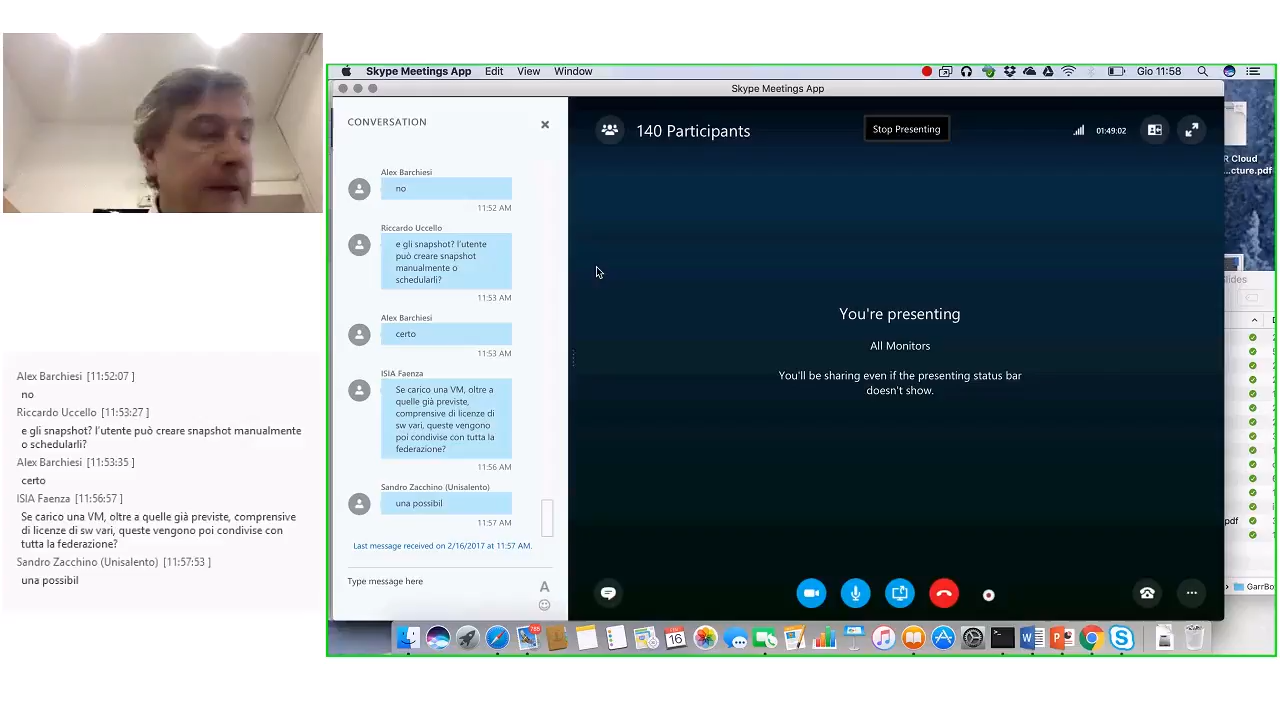 Skype Meetings App Edit View Window
Gio 11:58
Skype Meetings App
CONVERSATION
140 Participants
Stop Presenting
01:49:02
Alex Barchiesi
no
11:52 AM
Riccardo Uccello
e gli snapshot? l'utente
può creare snapshot
manualmente o
schedularli?
11:53 AM
Alex Barchiesi
certo
11:53 AM
ISIA Faenza
Se carico una VM, oltre a
quelle già previste,
comprensive di licenze di
sw vari, queste vengono
poi condivise con tutta la
federazione?
11:56 AM
Sandro Zacchino (Unisalento)
una possibil
11:57 AM
Last message received on 2/16/2017 at 11:57 AM.
Type message here
A
You're presenting
All Monitors
You'll be sharing even if the presenting status bar
doesn't show.
R Cloud
...cture.pdf
lides
pdf
GarrBo
765
16
Alex Barchiesi [11:52:07 ]
no
Riccardo Uccello [11:53:27 ]
e gli snapshot? l'utente può creare snapshot manualmente
o schedularli?
Alex Barchiesi [11:53:35 ]
certo
ISIA Faenza [11:56:57 ]
Se carico una VM, oltre a quelle già previste, comprensive
di licenze di sw vari, queste vengono poi condivise con
tutta la federazione?
Sandro Zacchino (Unisalento) [11:57:53 ]
una possibil